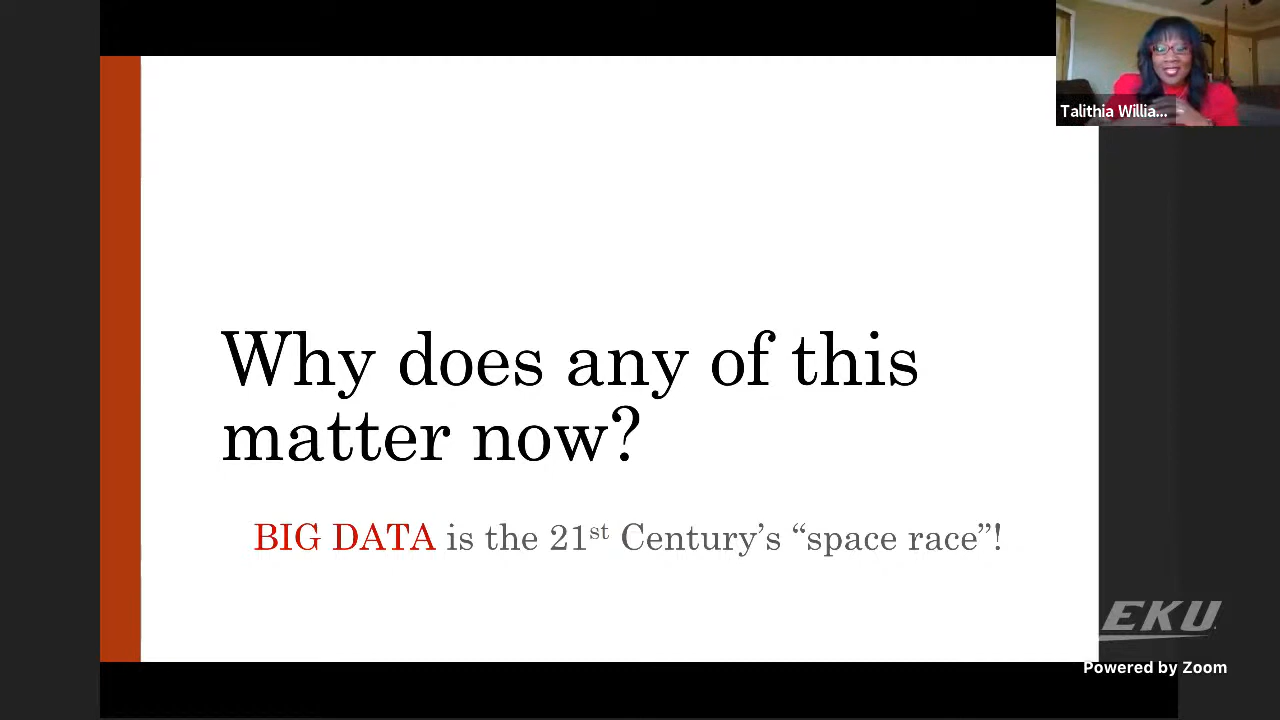 Talithia Willia...
Why does any of this
matter now?
BIG DATA is the 21st Century’s “space race”!
EKU
Powered by Zoom